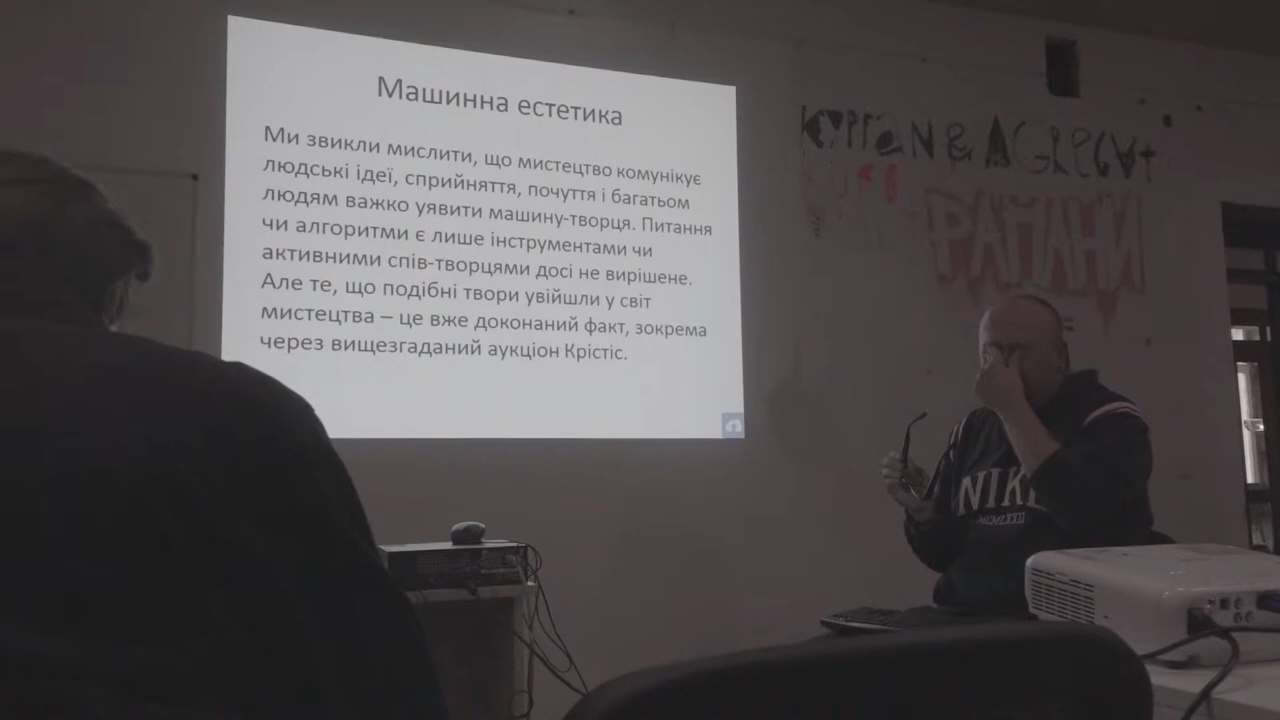 Машинна естетика
Ми звикли мислити, що мистецтво комунікує
людські ідеї, сприйняття, почуття і багатьом
людям важко уявити машину-творця. Питання
чи алгоритми є лише інструментами чи
активними спів-творцями досі не вирішене.
Але те, що подібні твори увійшли у світ
мистецтва – це вже доконаний факт, зокрема
через вищезгаданий аукціон Крістіс.
& AGREGAT
РАПАНИ
NIKE
MCMLXXII